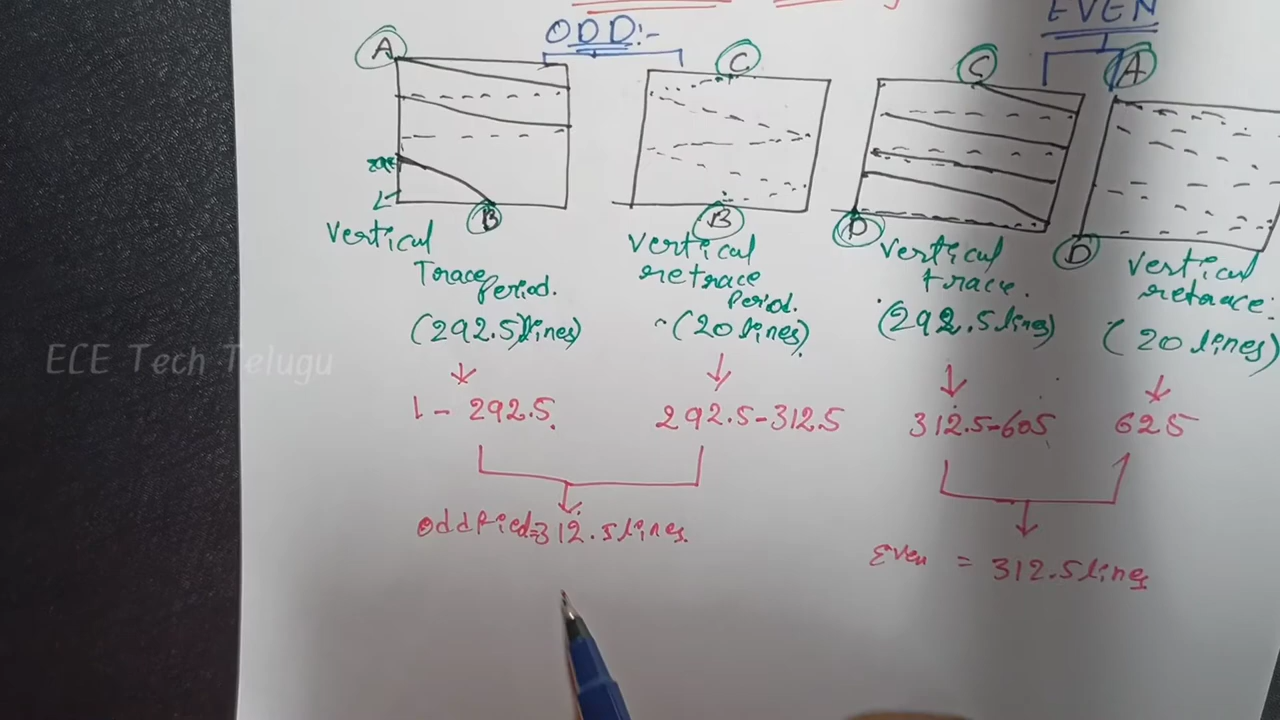 ODD:-
EVEN
A
C
C
A
L
B
B
D
D
Vertical
Trace Period.
(292.5) lines)
Vertical
retrace
Period.
(20 lines)
Vertical
trace.
(292.5 lines)
Vertical
retrace:
(20 lines)
ECE Tech Telugu
1 - 292.5.
292.5-312.5
312.5-605
625
Odd Fied=312.5 lines.
Even = 312.5 lines